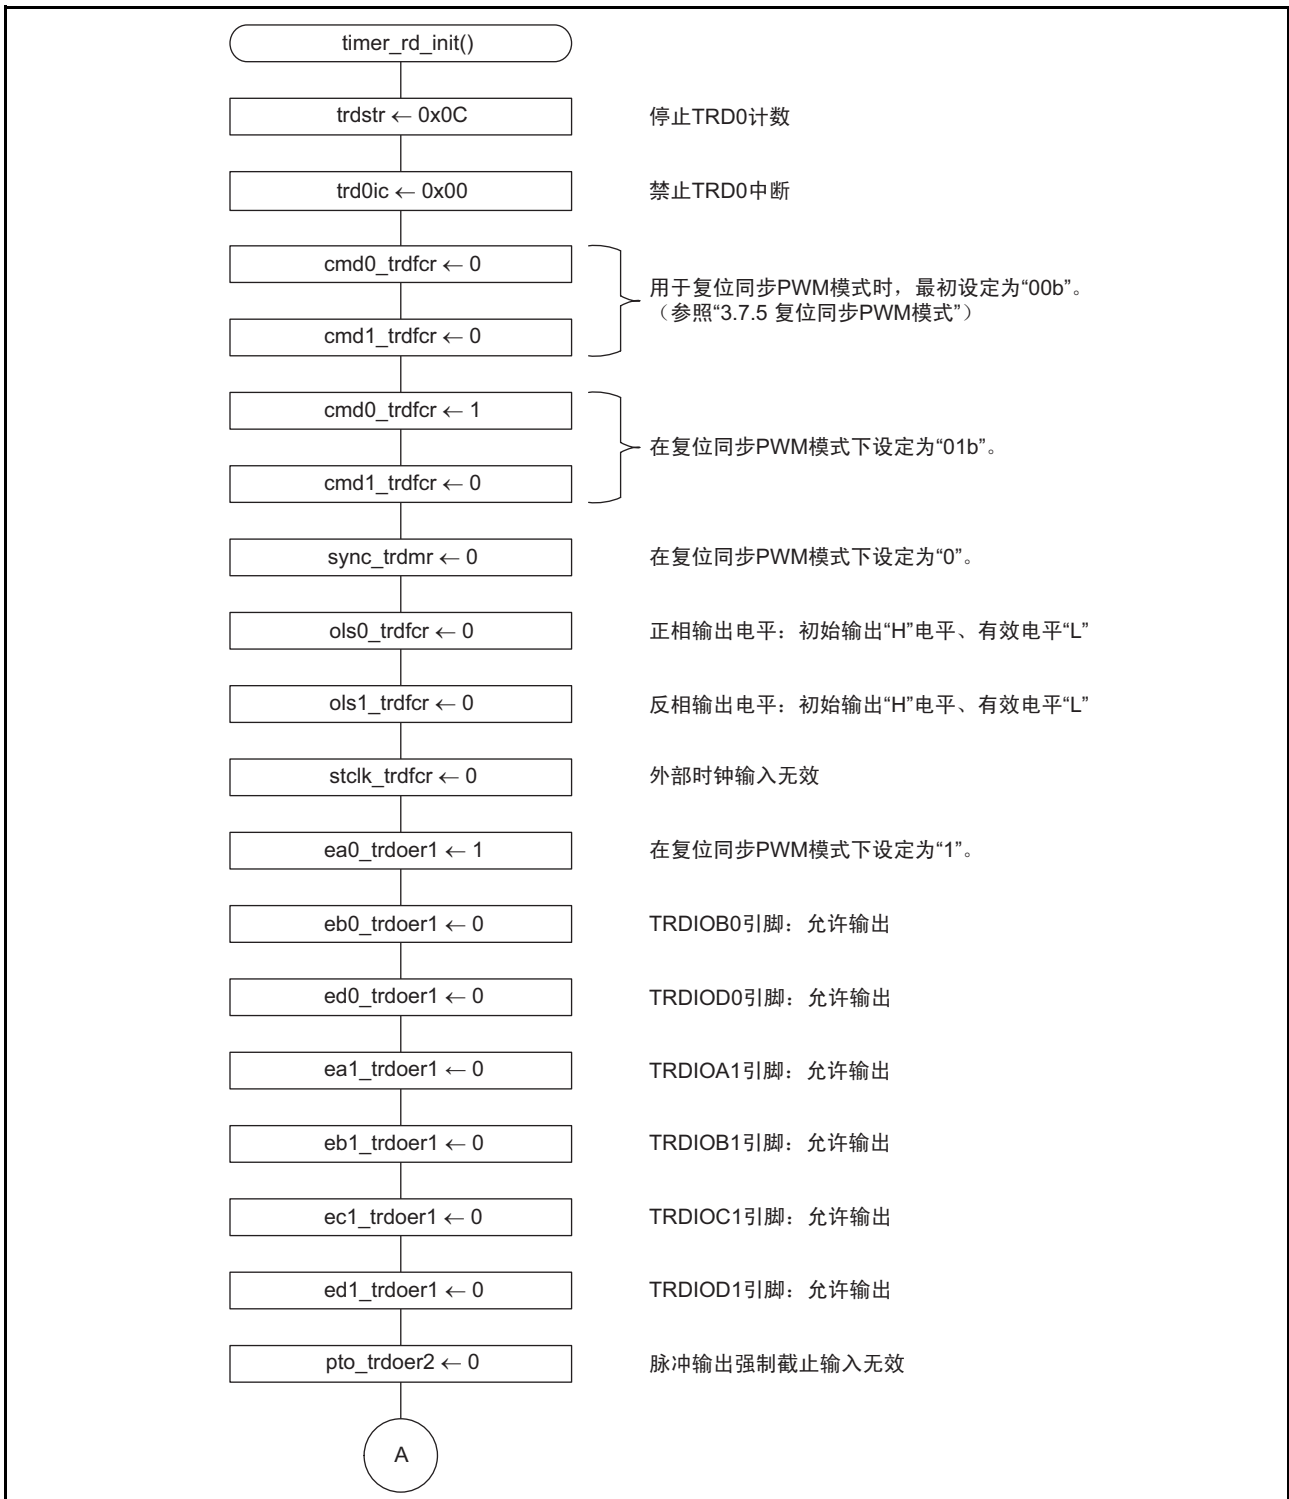 timer_rd_init()
trdstr ← 0x0C 停止TRD0计数
trd0ic ← 0x00 禁止TRD0中断
cmd0_trdfcr ← 0
用于复位同步PWM模式时，最初设定为“00b”。
（参照“3.7.5 复位同步PWM模式”）
cmd1_trdfcr ← 0
cmd0_trdfcr ← 1
在复位同步PWM模式下设定为“01b”。
cmd1_trdfcr ← 0
sync_trdmr ← 0 在复位同步PWM模式下设定为“0”。
ols0_trdfcr ← 0 正相输出电平：初始输出“H”电平、有效电平“L”
ols1_trdfcr ← 0 反相输出电平：初始输出“H”电平、有效电平“L”
stclk_trdfcr ← 0 外部时钟输入无效
ea0_trdoer1 ← 1 在复位同步PWM模式下设定为“1”。
eb0_trdoer1 ← 0 TRDIOB0引脚：允许输出
ed0_trdoer1 ← 0 TRDIOD0引脚：允许输出
ea1_trdoer1 ← 0 TRDIOA1引脚：允许输出
eb1_trdoer1 ← 0 TRDIOB1引脚：允许输出
ec1_trdoer1 ← 0 TRDIOC1引脚：允许输出
ed1_trdoer1 ← 0 TRDIOD1引脚：允许输出
pto_trdoer2 ← 0 脉冲输出强制截止输入无效
A